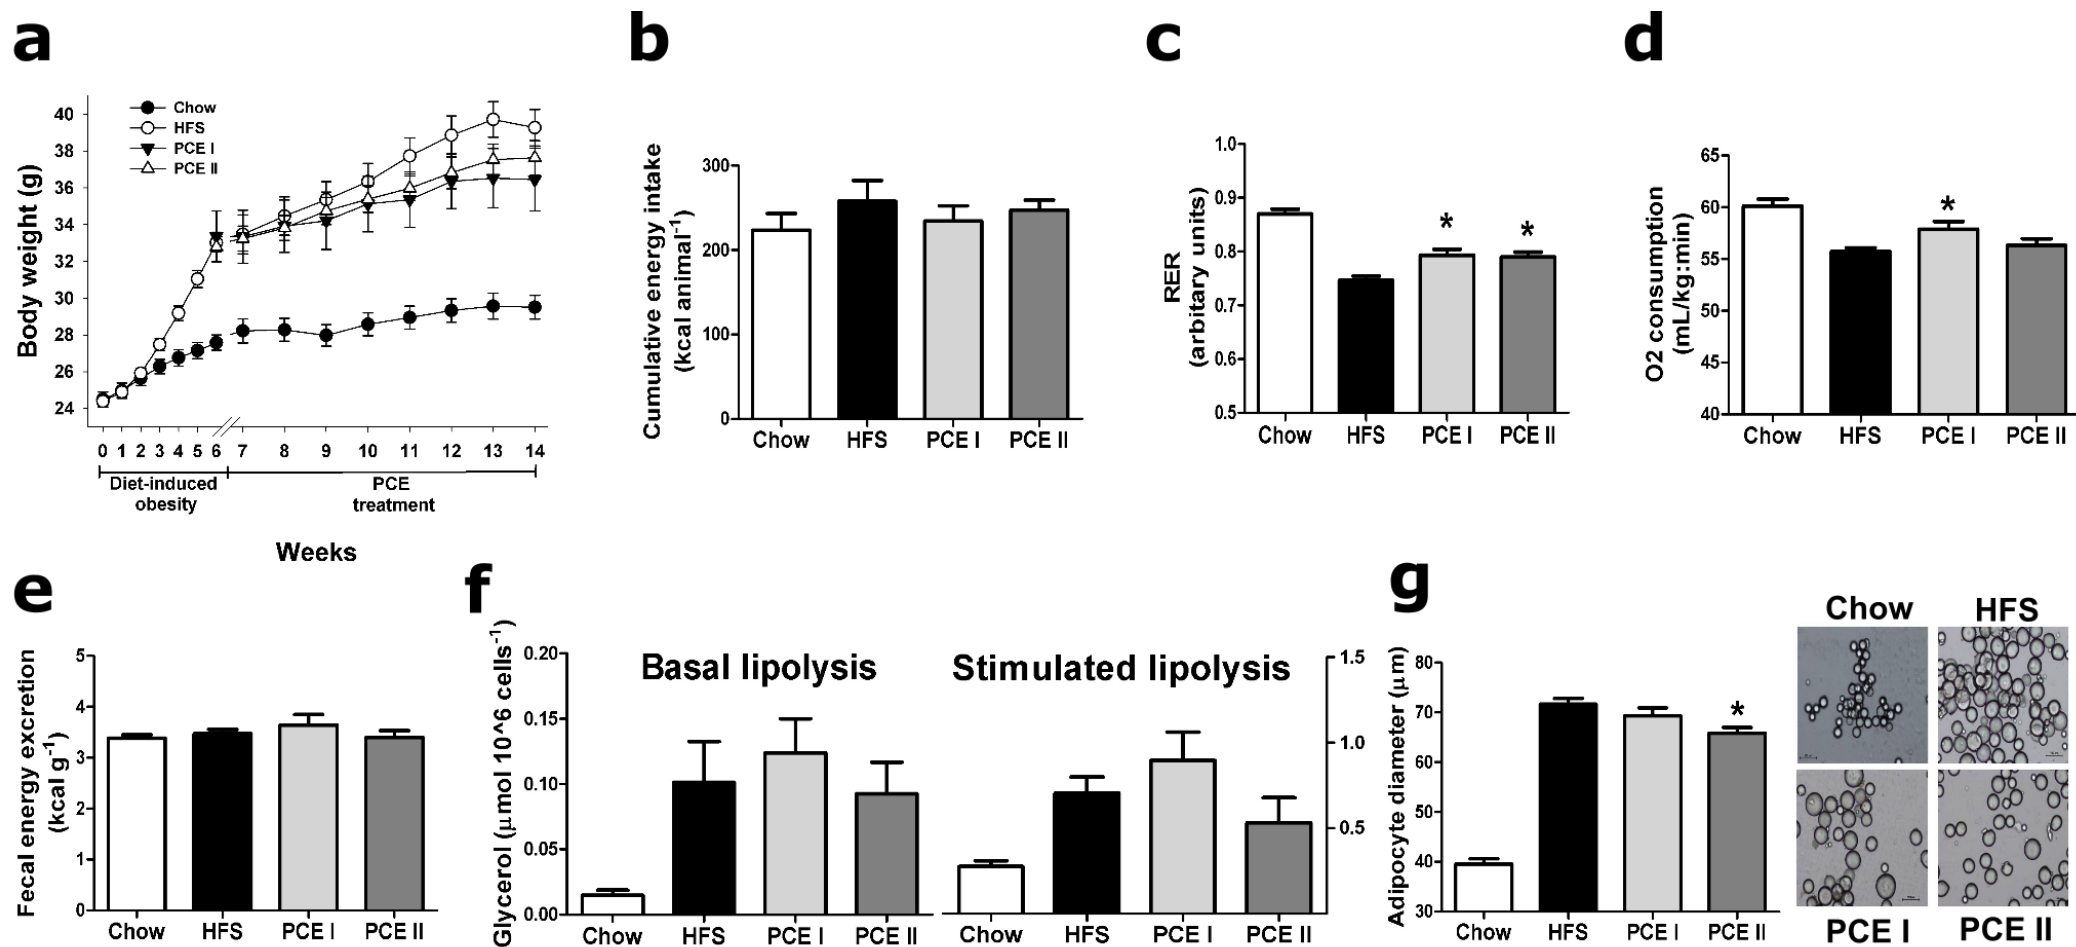 a
b
c
d
Chow
HFS
PCE I
PCE II
Body weight (g)
40
38
36
34
32
30
28
26
24
0 1 2 3 4 5 6 7 8 9 10 11 12 13 14
Diet-induced
obesity
PCE
treatment
Weeks
Cumulative energy intake
(kcal animal⁻¹)
300
200
100
0
Chow HFS PCE I PCE II
RER
(arbitary units)
1.0
0.9
0.8
0.7
0.6
0.5
* *
Chow HFS PCE I PCE II
O2 consumption
(mL/kg:min)
65
60
55
50
45
40
*
Chow HFS PCE I PCE II
e
f
g
Fecal energy excretion
(kcal g⁻¹)
5
4
3
2
1
0
Chow HFS PCE I PCE II
Glycerol (µmol 10^6 cells⁻¹)
0.20
0.15
0.10
0.05
0.00
Basal lipolysis
Chow HFS PCE I PCE II
Stimulated lipolysis
1.5
1.0
0.5
Chow HFS PCE I PCE II
Adipocyte diameter (µm)
80
70
60
50
40
30
*
Chow HFS PCE I PCE II
Chow HFS
PCE I PCE II